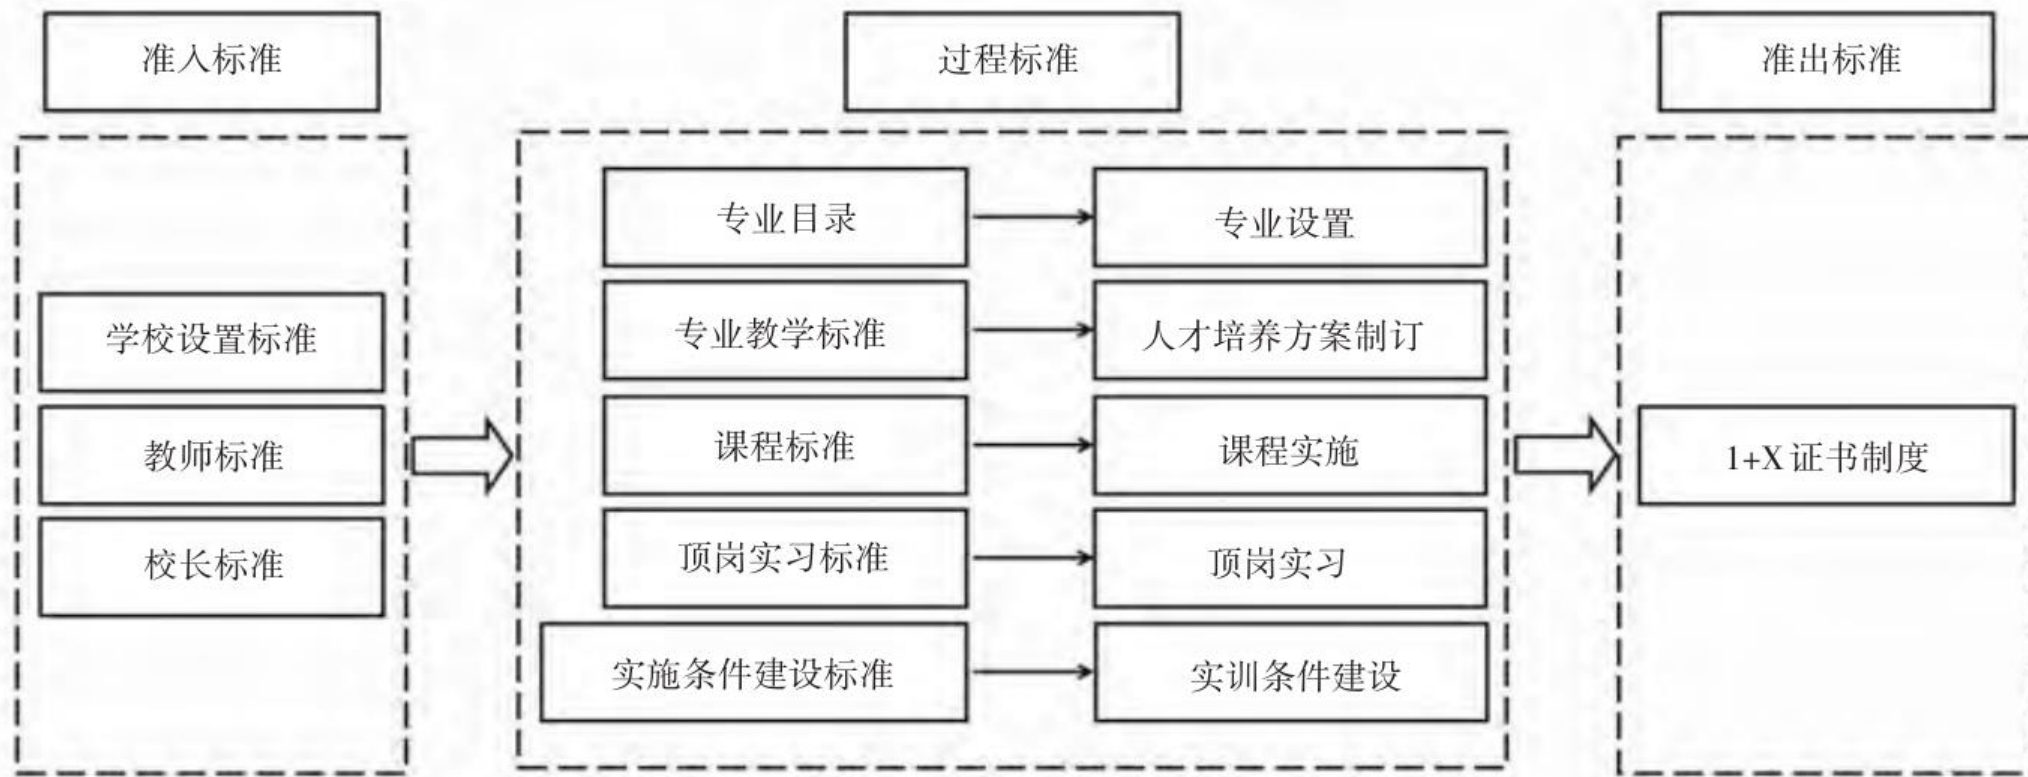 准入标准
过程标准
准出标准
学校设置标准
教师标准
校长标准
专业目录
专业设置
专业教学标准
人才培养方案制订
课程标准
课程实施
顶岗实习标准
顶岗实习
实施条件建设标准
实训条件建设
1+X证书制度